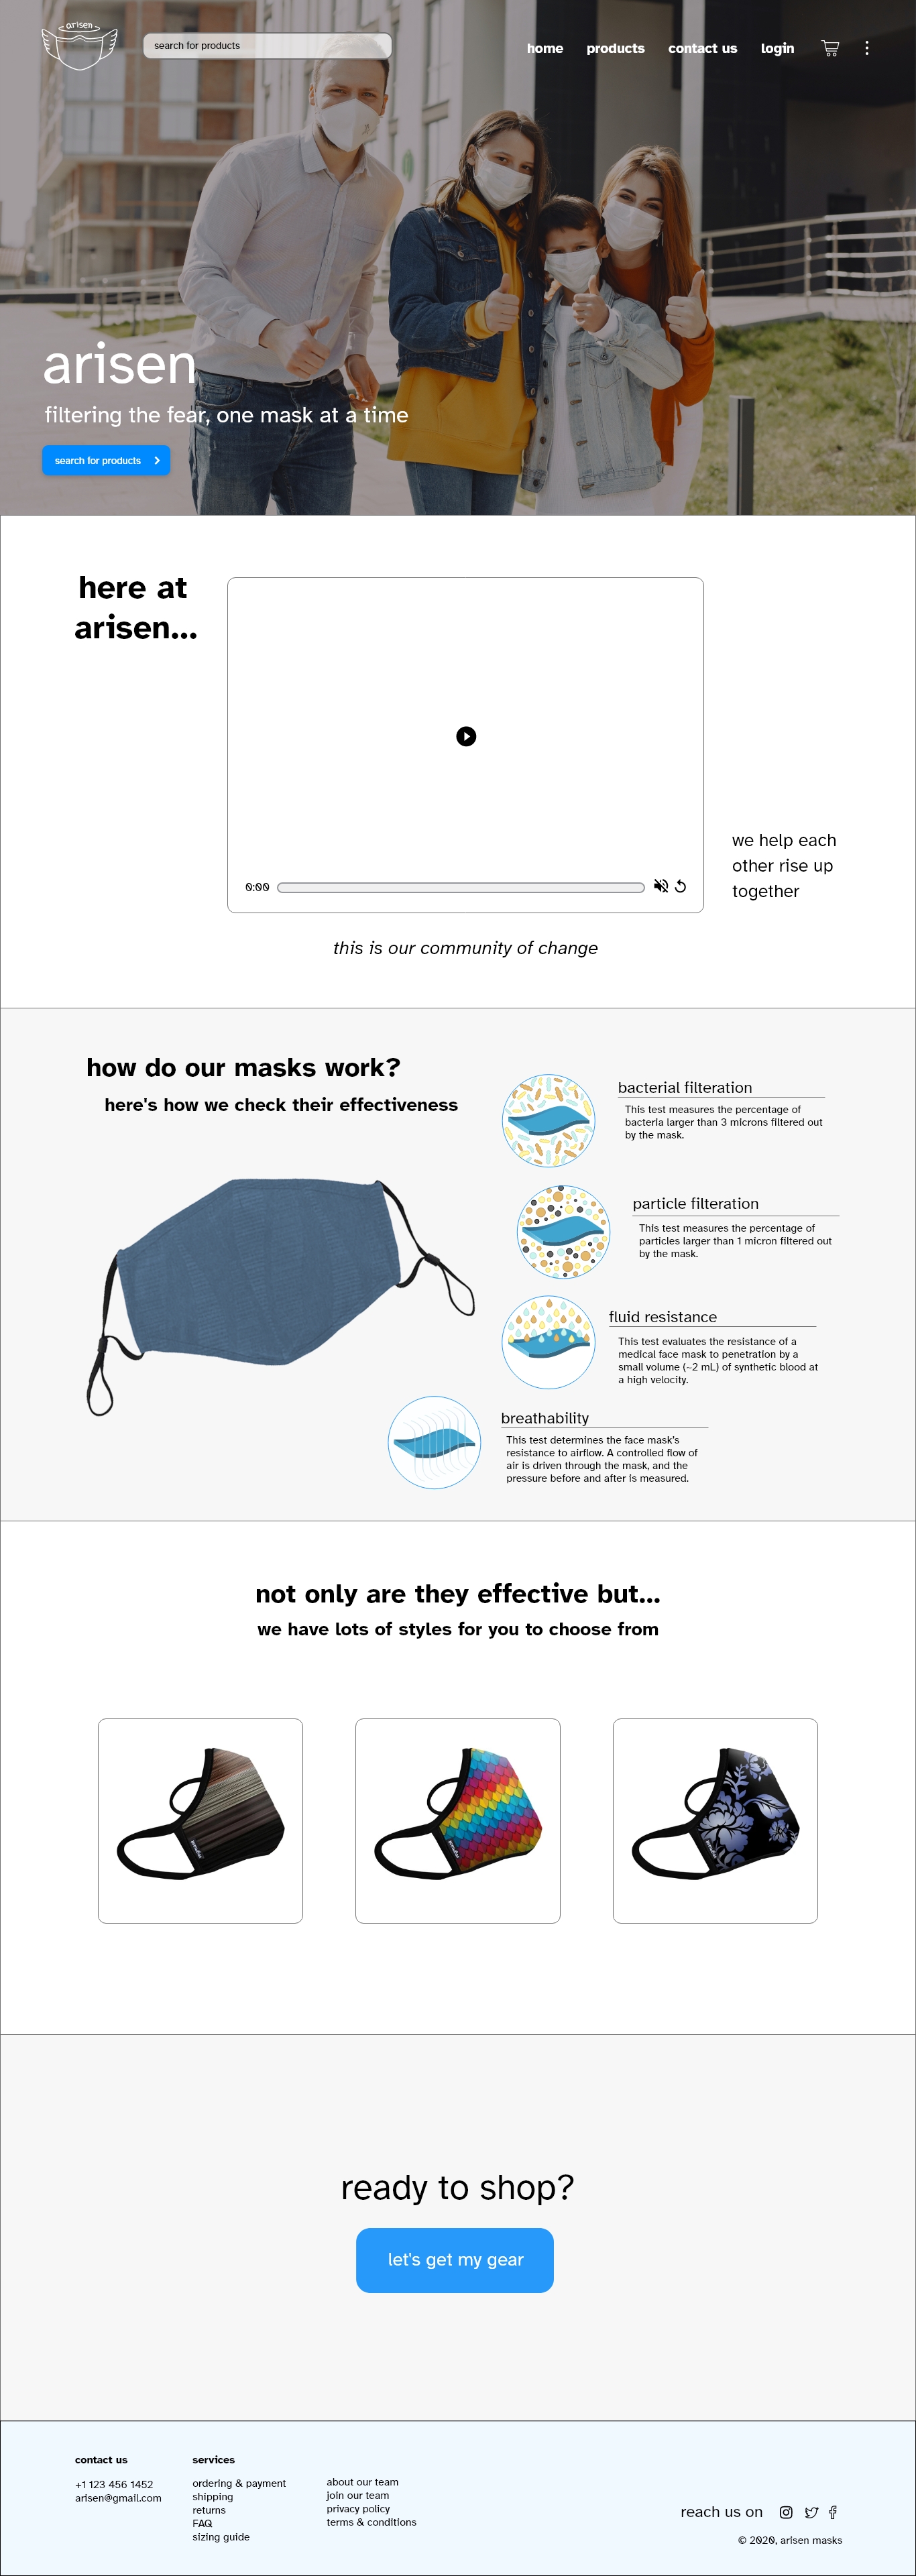 arisen
search for products
home products contact us login
arisen
filtering the fear, one mask at a time
search for products
here at
arisen...
0:00
we help each
other rise up
together
this is our community of change
how do our masks work?
here's how we check their effectiveness
bacterial filteration
This test measures the percentage of
bacteria larger than 3 microns filtered out
by the mask.
particle filteration
This test measures the percentage of
particles larger than 1 micron filtered out
by the mask.
fluid resistance
This test evaluates the resistance of a
medical face mask to penetration by a
small volume (~2 mL) of synthetic blood at
a high velocity.
breathability
This test determines the face mask's
resistance to airflow. A controlled flow of
air is driven through the mask, and the
pressure before and after is measured.
not only are they effective but...
we have lots of styles for you to choose from
ready to shop?
let's get my gear
contact us
+1 123 456 1452
arisen@gmail.com
services
ordering & payment
shipping
returns
FAQ
sizing guide
about our team
join our team
privacy policy
terms & conditions
reach us on
© 2020, arisen masks